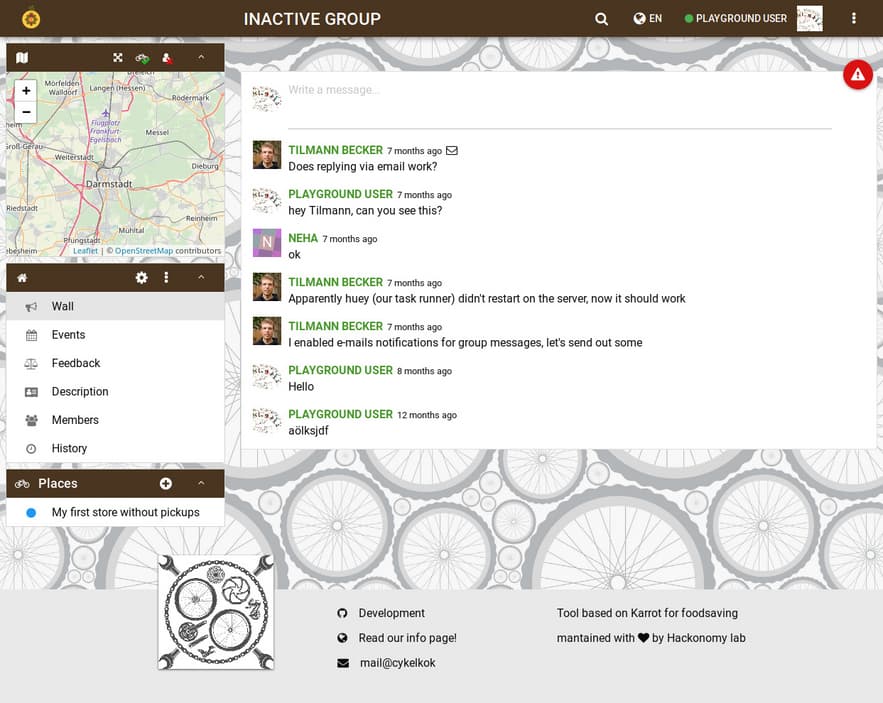 INACTIVE GROUP
EN
PLAYGROUND USER
+
−
Mörfelden
Walldorf
Langen (Hessen)
Rödermark
Flugplatz
Frankfurt-
Egelsbach
Messel
Weiterstadt
Dieburg
Darmstadt
Riedstadt
Reinheim
Mühltal
Pfungstadt
Leaflet | © OpenStreetMap contributors
Wall
Events
Feedback
Description
Members
History
Places
My first store without pickups
Write a message...
TILMANN BECKER 7 months ago
Does replying via email work?
PLAYGROUND USER 7 months ago
hey Tilmann, can you see this?
N
NEHA 7 months ago
ok
TILMANN BECKER 7 months ago
Apparently huey (our task runner) didn't restart on the server, now it should work
TILMANN BECKER 7 months ago
I enabled e-mails notifications for group messages, let's send out some
PLAYGROUND USER 8 months ago
Hello
PLAYGROUND USER 12 months ago
aölksjdf
Development
Read our info page!
mail@cykelkok
Tool based on Karrot for foodsaving
mantained with ♥ by Hackonomy lab